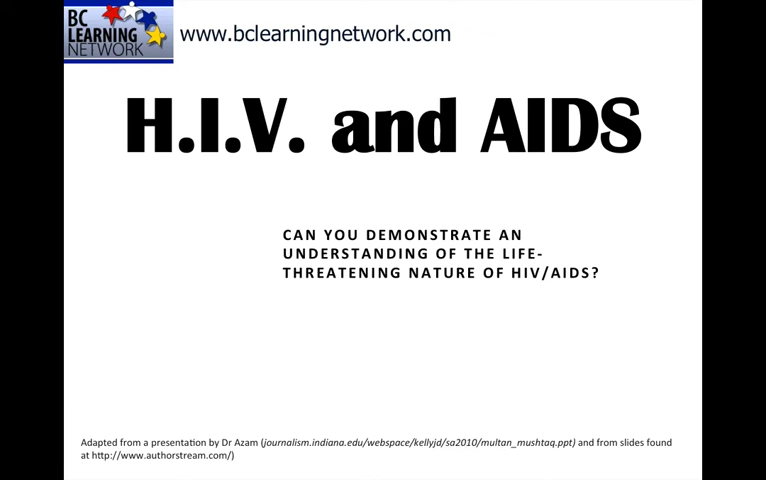 BC
LEARNING
NETWORK
www.bclearningnetwork.com
H.I.V. and AIDS
CAN YOU DEMONSTRATE AN
UNDERSTANDING OF THE LIFE-
THREATENING NATURE OF HIV/AIDS?
Adapted from a presentation by Dr Azam (journalism.indiana.edu/webspace/kellyjd/sa2010/multan_mushtaq.ppt) and from slides found
at http://www.authorstream.com/)